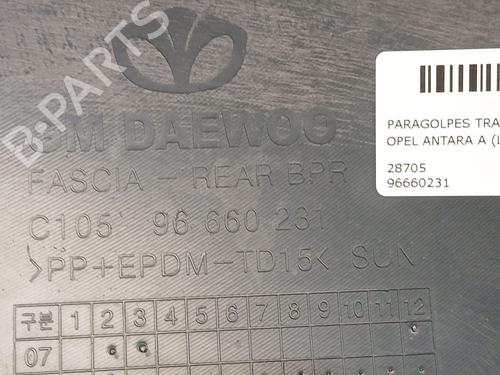 GM DAEWOO
FASCIA - REAR BPR
C105 96 660 231
>PP+EPDM-TD15< SUN
구분 1 2 3 4 5 6 7 8 9 10 11 12
07
B-PARTS
PARAGOLPES TRA
OPEL ANTARA A (L
28705
96660231